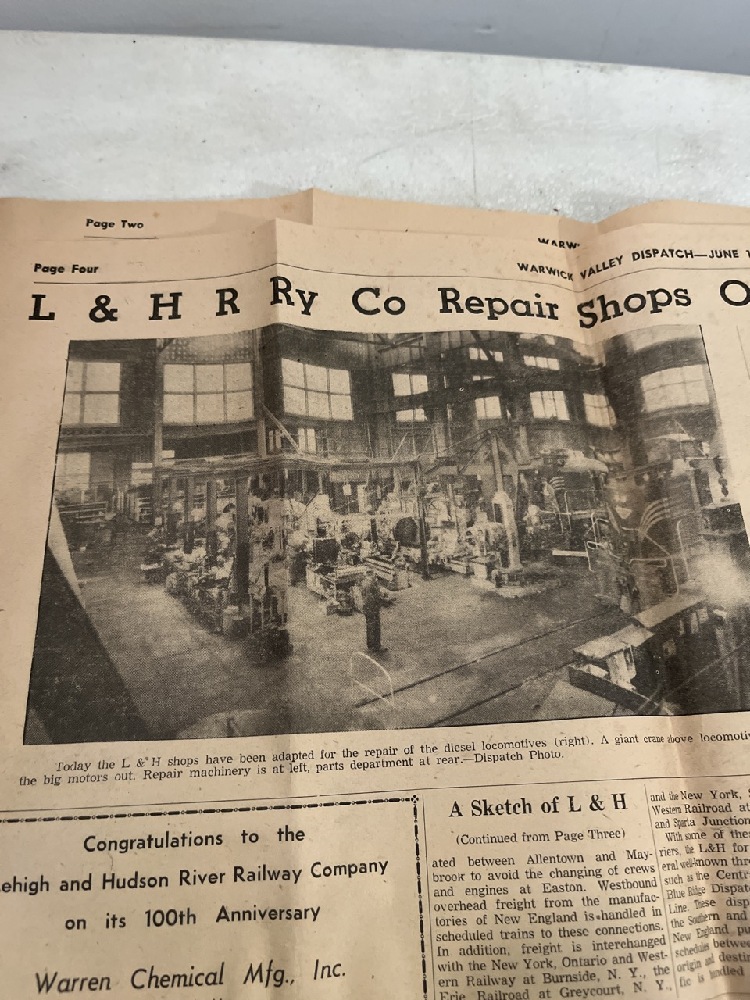 Page Two
WARW
Page Four
WARWICK VALLEY DISPATCH—JUNE 1
L & H R Ry Co Repair Shops O
Today the L & H shops have been adapted for the repair of the diesel locomotives (right). A giant crane above locomotiv
the big motors out. Repair machinery is at left, parts department at rear.—Dispatch Photo.
Congratulations to the
ehigh and Hudson River Railway Company
on its 100th Anniversary
Warren Chemical Mfg., Inc.
A Sketch of L & H
(Continued from Page Three)
ated between Allentown and May-
brook to avoid the changing of crews
and engines at Easton. Westbound
overhead freight from the manufac-
tories of New England is handled in
scheduled trains to these connections.
In addition, freight is interchanged
with the New York, Ontario and West-
ern Railway at Burnside, N. Y., the
Erie Railroad at Greycourt, N. Y.,
and the New York, S
Western Railroad at
and Sparta Junction
With some of thes
riers, the L&H for
eral well-known thro
such as the Centr
Blue Ridge Dispatc
Line. These disp
the Southern and
New England, pu
schedules between
origin and destin
fic is handled